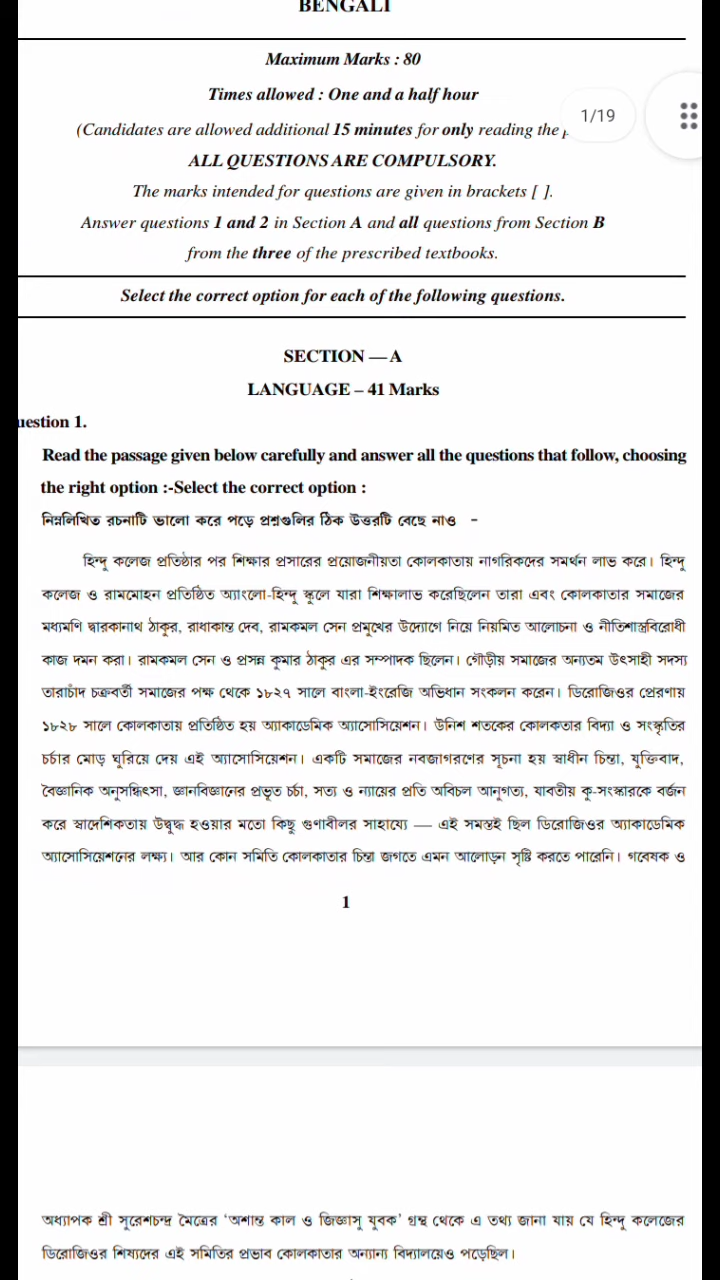 BENGALI
Maximum Marks : 80
Times allowed : One and a half hour
1/19
(Candidates are allowed additional 15 minutes for only reading the
ALL QUESTIONS ARE COMPULSORY.
The marks intended for questions are given in brackets [ ].
Answer questions 1 and 2 in Section A and all questions from Section B
from the three of the prescribed textbooks.
Select the correct option for each of the following questions.
SECTION — A
LANGUAGE – 41 Marks
uestion 1.
Read the passage given below carefully and answer all the questions that follow, choosing
the right option :-Select the correct option :
নিম্নলিখিত রচনাটি ভালো করে পড়ে প্রশ্নগুলির ঠিক উত্তরটি বেছে নাও -
হিন্দু কলেজ প্রতিষ্ঠার পর শিক্ষার প্রসারের প্রয়োজনীয়তা কোলকাতায় নাগরিকদের সমর্থন লাভ করে। হিন্দু
কলেজ ও রামমোহন প্রতিষ্ঠিত অ্যাংলো-হিন্দু স্কুলে যারা শিক্ষালাভ করেছিলেন তারা এবং কোলকাতার সমাজের
মধ্যমণি দ্বারকানাথ ঠাকুর, রাধাকান্ত দেব, রামকমল সেন প্রমুখের উদ্যোগে নিয়ে নিয়মিত আলোচনা ও নীতিশাস্ত্রবিরোধী
কাজ দমন করা। রামকমল সেন ও প্রসন্ন কুমার ঠাকুর এর সম্পাদক ছিলেন। গৌড়ীয় সমাজের অন্যতম উৎসাহী সদস্য
তারাচাঁদ চক্রবর্তী সমাজের পক্ষ থেকে ১৮২৭ সালে বাংলা-ইংরেজি অভিধান সংকলন করেন। ডিরোজিওর প্রেরণায়
১৮২৮ সালে কোলকাতায় প্রতিষ্ঠিত হয় অ্যাকাডেমিক অ্যাসোসিয়েশন। উনিশ শতকের কোলকতার বিদ্যা ও সংস্কৃতির
চর্চার মোড় ঘুরিয়ে দেয় এই অ্যাসোসিয়েশন। একটি সমাজের নবজাগরণের সূচনা হয় স্বাধীন চিন্তা, যুক্তিবাদ,
বৈজ্ঞানিক অনুসন্ধিৎসা, জ্ঞানবিজ্ঞানের প্রভূত চর্চা, সত্য ও ন্যায়ের প্রতি অবিচল আনুগত্য, যাবতীয় কু-সংস্কারকে বর্জন
করে স্বাদেশিকতায় উদ্বুদ্ধ হওয়ার মতো কিছু গুণাবীলর সাহায্যে — এই সমস্তই ছিল ডিরোজিওর অ্যাকাডেমিক
অ্যাসোসিয়েশনের লক্ষ্য। আর কোন সমিতি কোলকাতার চিন্তা জগতে এমন আলোড়ন সৃষ্টি করতে পারেনি। গবেষক ও
1
অধ্যাপক শ্রী সুরেশচন্দ্র মৈত্রের 'অশান্ত কাল ও জিজ্ঞাসু যুবক' গ্রন্থ থেকে এ তথ্য জানা যায় যে হিন্দু কলেজের
ডিরোজিওর শিষ্যদের এই সমিতির প্রভাব কোলকাতার অন্যান্য বিদ্যালয়েও পড়েছিল।